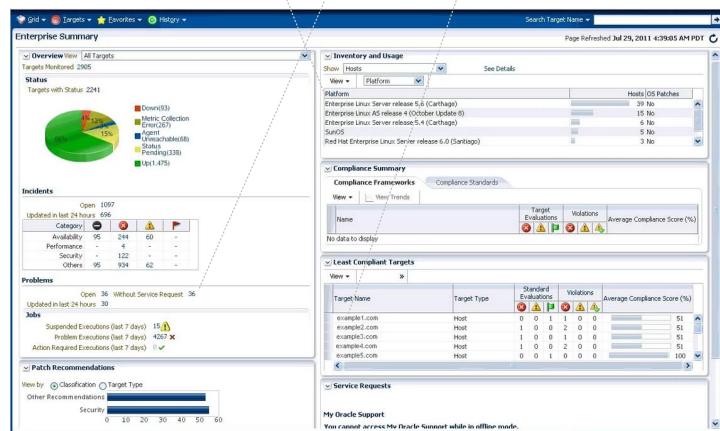 Grid Targets Favorites History Search Target Name
Enterprise Summary Page Refreshed Jul 29, 2011 4:39:05 AM PDT
Overview View All Targets
Targets Monitored 2905
Status
Targets with Status 2241
4% 12% 15% 66%
Down(93)
Metric Collection Error(267)
Agent Unreachable(68)
Status Pending(338)
Up(1,475)
Incidents
Open 1097
Updated in last 24 hours 696
Category
Availability 95 244 60 -
Performance - 4 - -
Security - 122 - -
Others 95 934 62 -
Problems
Open 36 Without Service Request 36
Updated in last 24 hours 30
Jobs
Suspended Executions (last 7 days) 15
Problem Executions (last 7 days) 4267
Action Required Executions (last 7 days) 0
Patch Recommendations
View by Classification Target Type
Other Recommendations
Security
0 10 20 30 40 50 60
Inventory and Usage
Show Hosts See Details
View Platform
Platform Hosts OS Patches
Enterprise Linux Server release 5.6 (Carthage) 39 No
Enterprise Linux AS release 4 (October Update 8) 15 No
Enterprise Linux Server release 5.4 (Carthage) 6 No
SunOS 5 No
Red Hat Enterprise Linux Server release 6.0 (Santiago) 3 No
Compliance Summary
Compliance Frameworks Compliance Standards
View View Trends
Name Target Evaluations Violations Average Compliance Score (%)
No data to display
Least Compliant Targets
View »
Target Name Target Type Standard Evaluations Violations Average Compliance Score (%)
example1.com Host 0 0 1 1 0 0 51
example2.com Host 1 0 0 2 0 0 51
example3.com Host 0 0 1 1 0 0 51
example4.com Host 1 0 0 2 0 0 51
example5.com Host 0 0 1 0 0 0 100
Service Requests
My Oracle Support
You cannot access My Oracle Support while in offline mode.